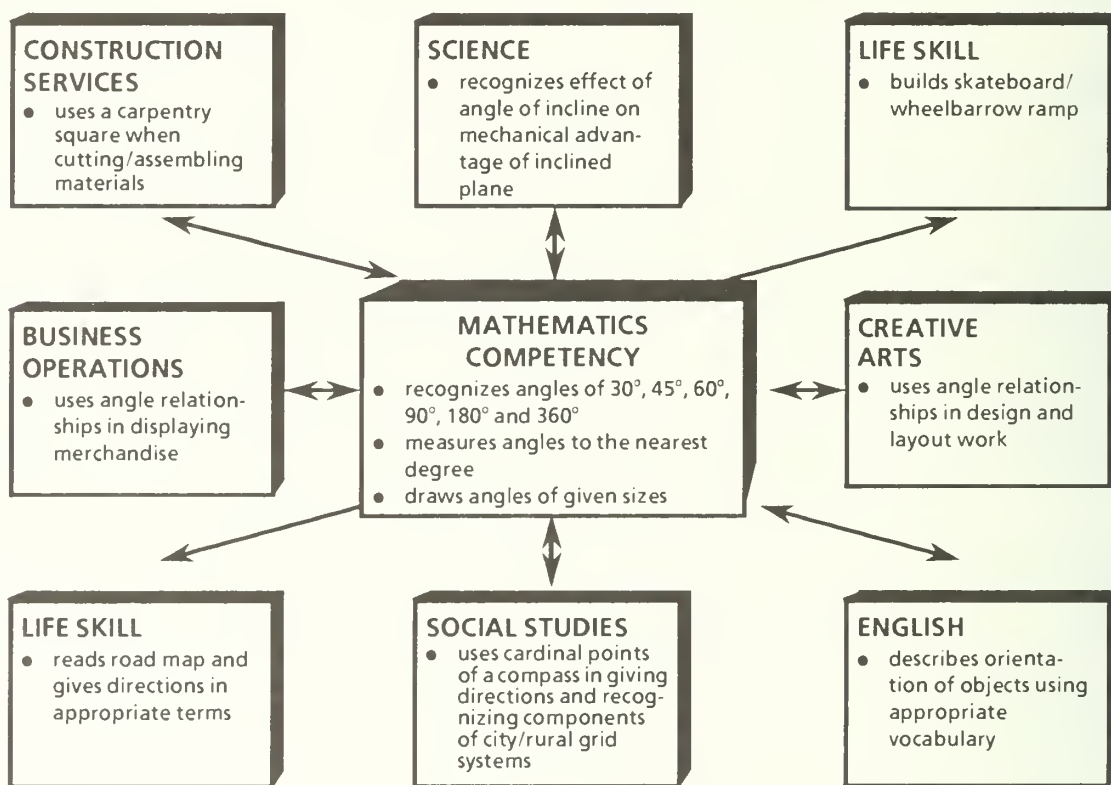 CONSTRUCTION
SERVICES
● uses a carpentry
square when
cutting/assembling
materials
SCIENCE
● recognizes effect of
angle of incline on
mechanical advan-
tage of inclined
plane
LIFE SKILL
● builds skateboard/
wheelbarrow ramp
BUSINESS
OPERATIONS
● uses angle relation-
ships in displaying
merchandise
MATHEMATICS
COMPETENCY
● recognizes angles of 30°, 45°, 60°,
90°, 180° and 360°
● measures angles to the nearest
degree
● draws angles of given sizes
CREATIVE
ARTS
● uses angle relation-
ships in design and
layout work
LIFE SKILL
● reads road map and
gives directions in
appropriate terms
SOCIAL STUDIES
● uses cardinal points
of a compass in giving
directions and recog-
nizing components
of city/rural grid
systems
ENGLISH
● describes orienta-
tion of objects using
appropriate
vocabulary